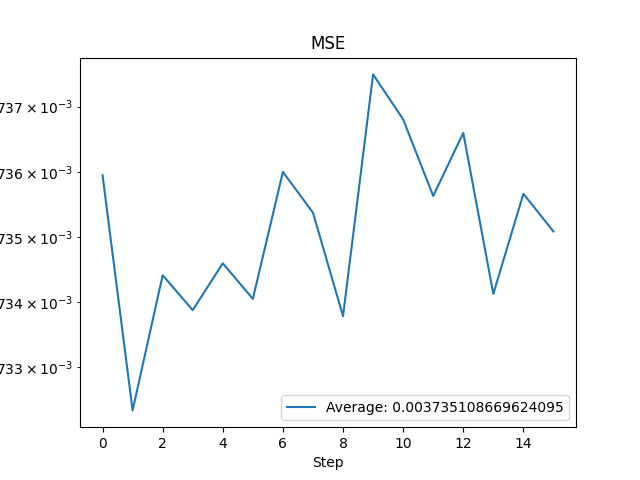 MSE
737 × 10⁻³
736 × 10⁻³
735 × 10⁻³
734 × 10⁻³
733 × 10⁻³
Average: 0.003735108669624095
0 2 4 6 8 10 12 14
Step